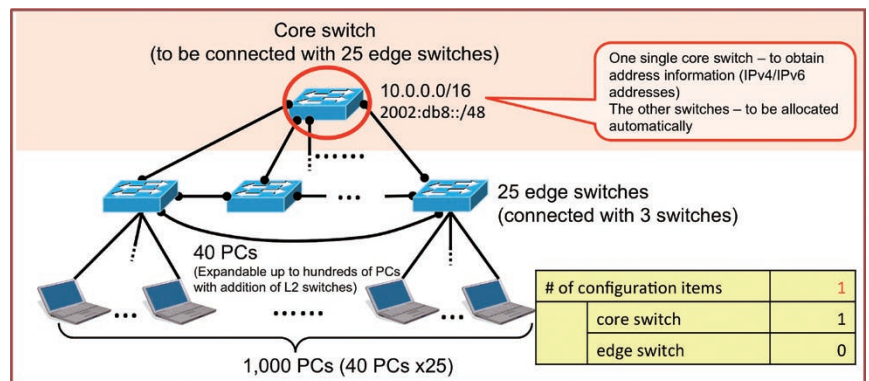 Core switch
(to be connected with 25 edge switches)
10.0.0.0/16
2002:db8::/48
One single core switch – to obtain
address information (IPv4/IPv6
addresses)
The other switches – to be allocated
automatically
25 edge switches
(connected with 3 switches)
40 PCs
(Expandable up to hundreds of PCs
with addition of L2 switches)
1,000 PCs (40 PCs x25)
# of configuration items 1
core switch 1
edge switch 0